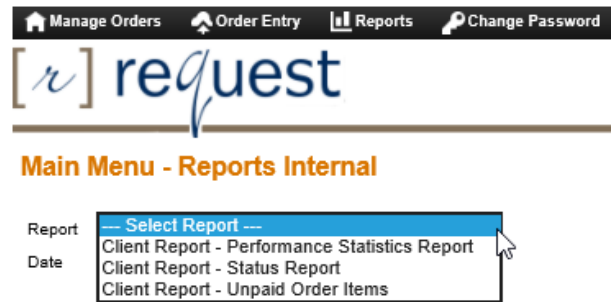 Manage Orders Order Entry Reports Change Password
[r] request
Main Menu - Reports Internal
Report --- Select Report ---
Client Report - Performance Statistics Report
Date Client Report - Status Report
Client Report - Unpaid Order Items